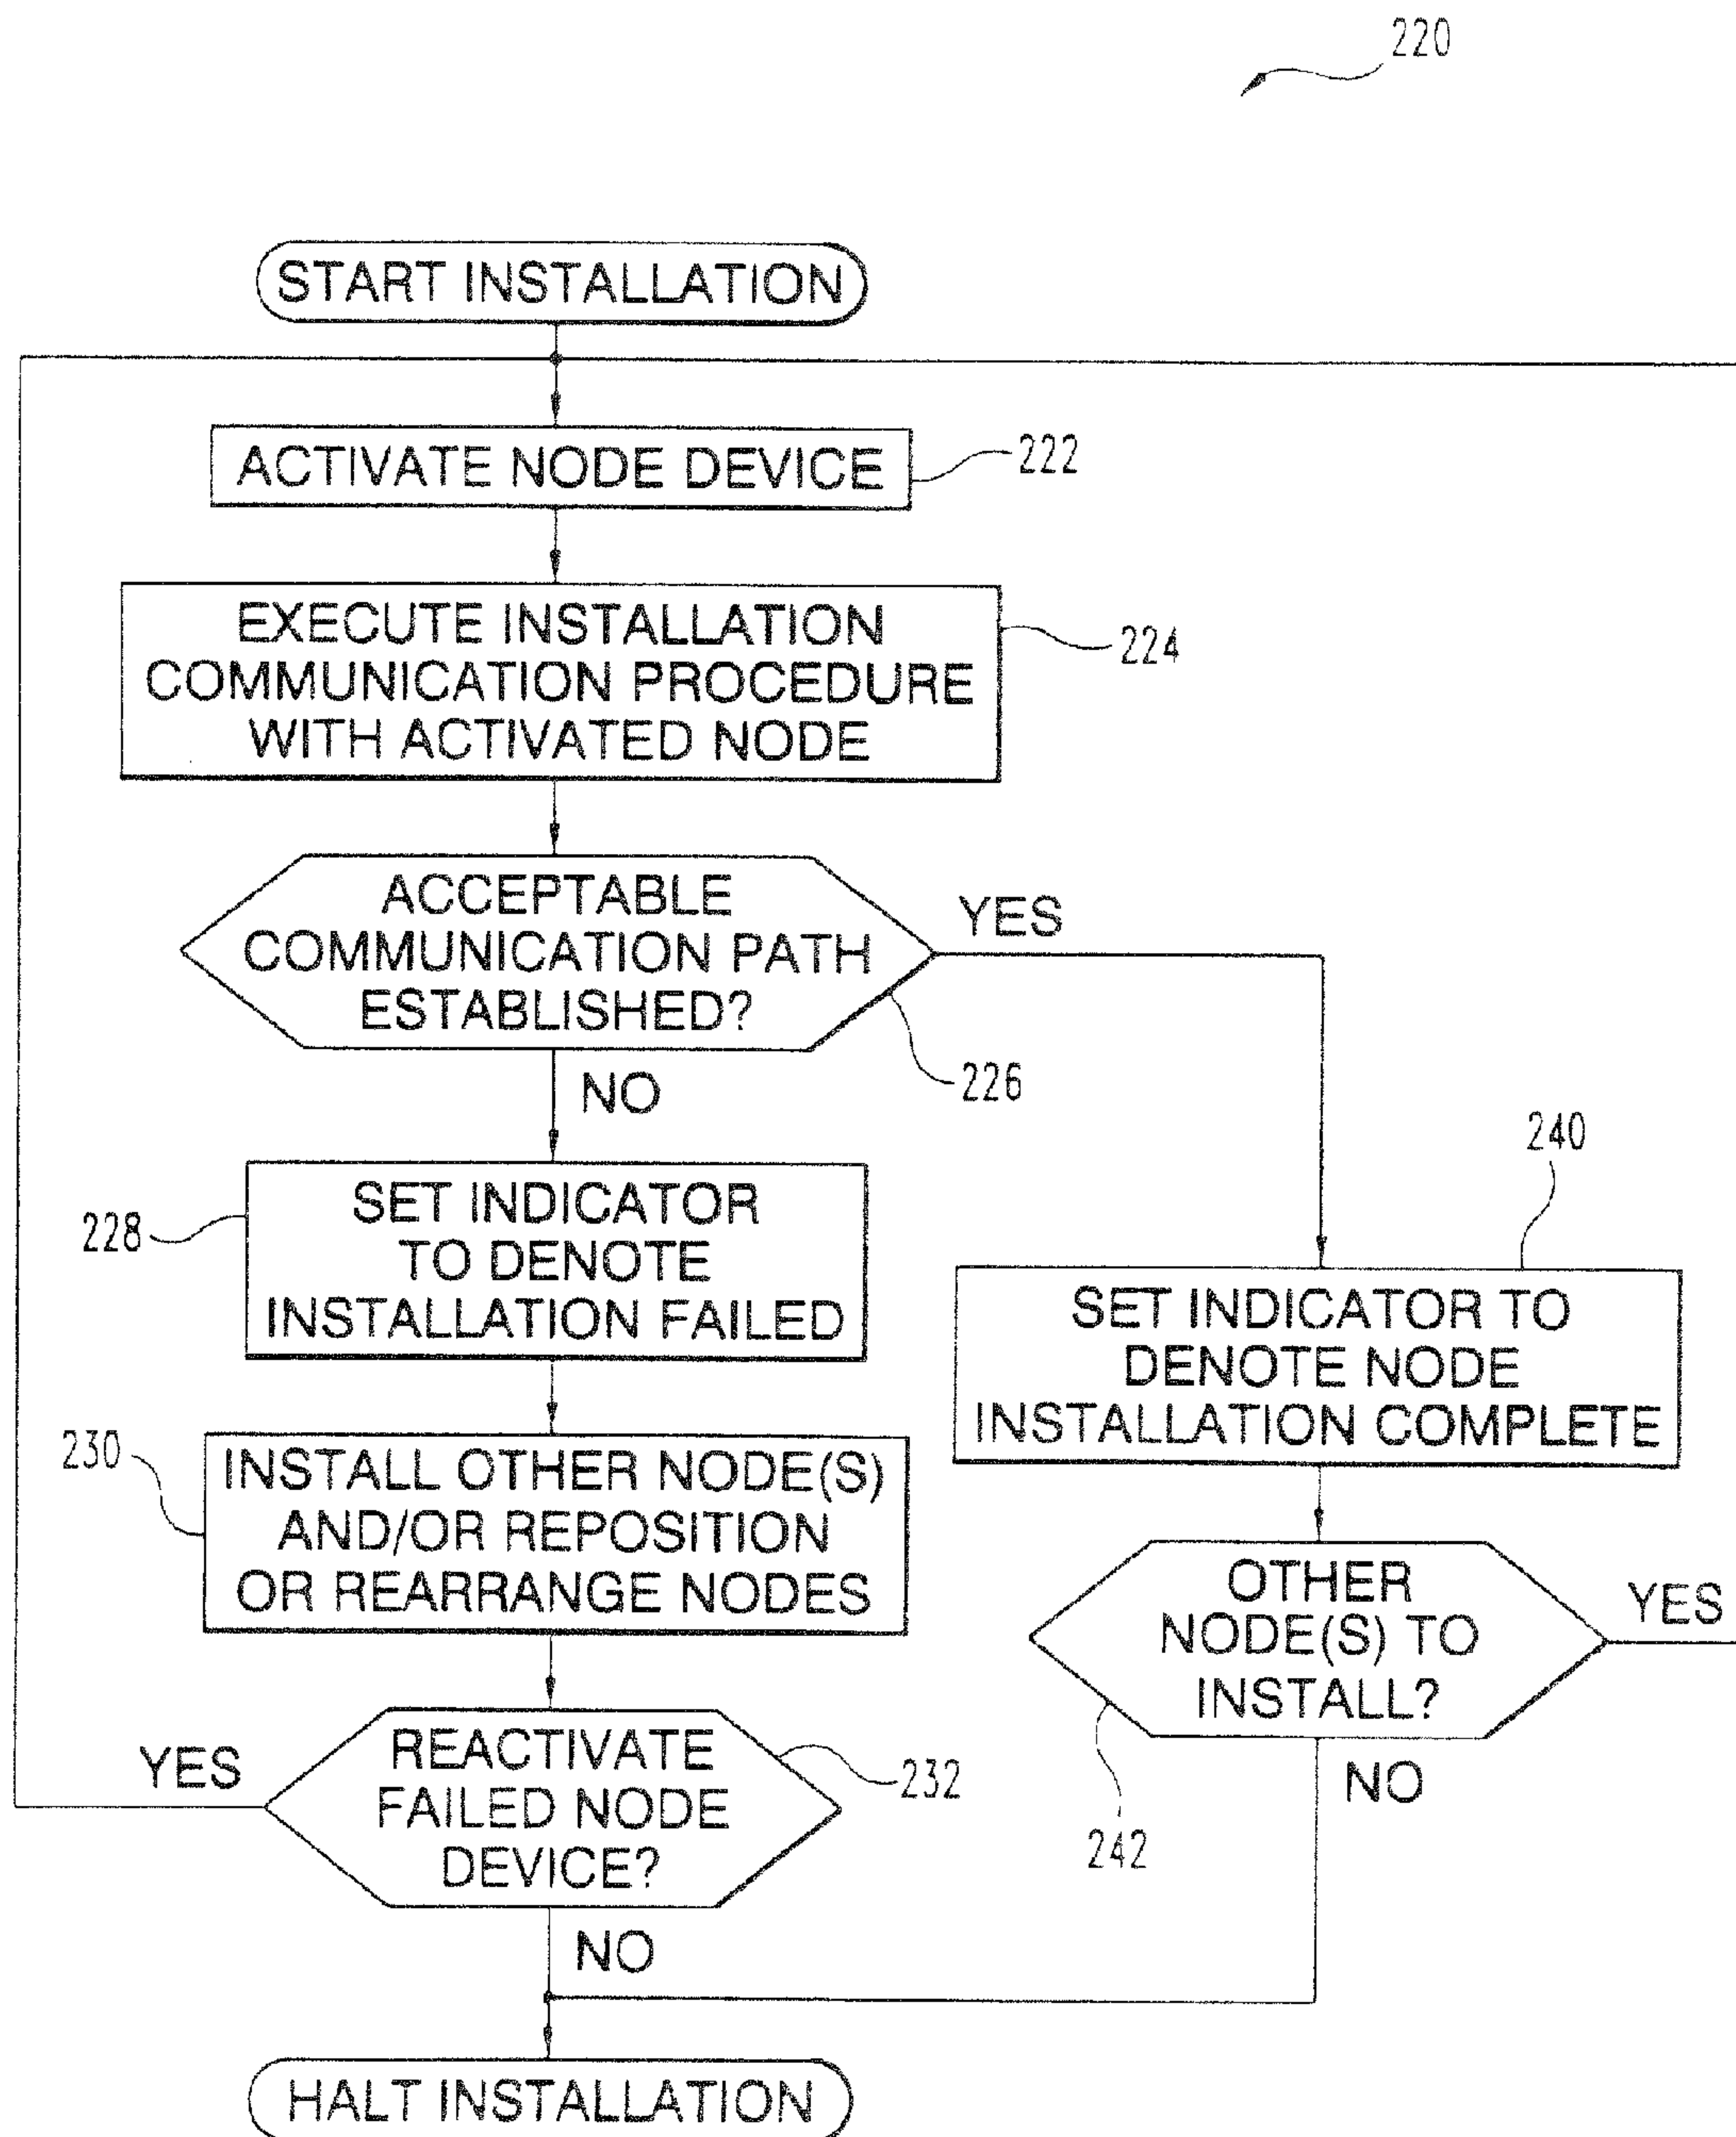 220
START INSTALLATION
ACTIVATE NODE DEVICE
222
EXECUTE INSTALLATION
COMMUNICATION PROCEDURE
WITH ACTIVATED NODE
224
ACCEPTABLE
COMMUNICATION PATH
ESTABLISHED?
YES
226
NO
240
228
SET INDICATOR
TO DENOTE
INSTALLATION FAILED
SET INDICATOR TO
DENOTE NODE
INSTALLATION COMPLETE
230
INSTALL OTHER NODE(S)
AND/OR REPOSITION
OR REARRANGE NODES
OTHER
NODE(S) TO
INSTALL?
YES
242
NO
YES
REACTIVATE
FAILED NODE
DEVICE?
232
NO
HALT INSTALLATION